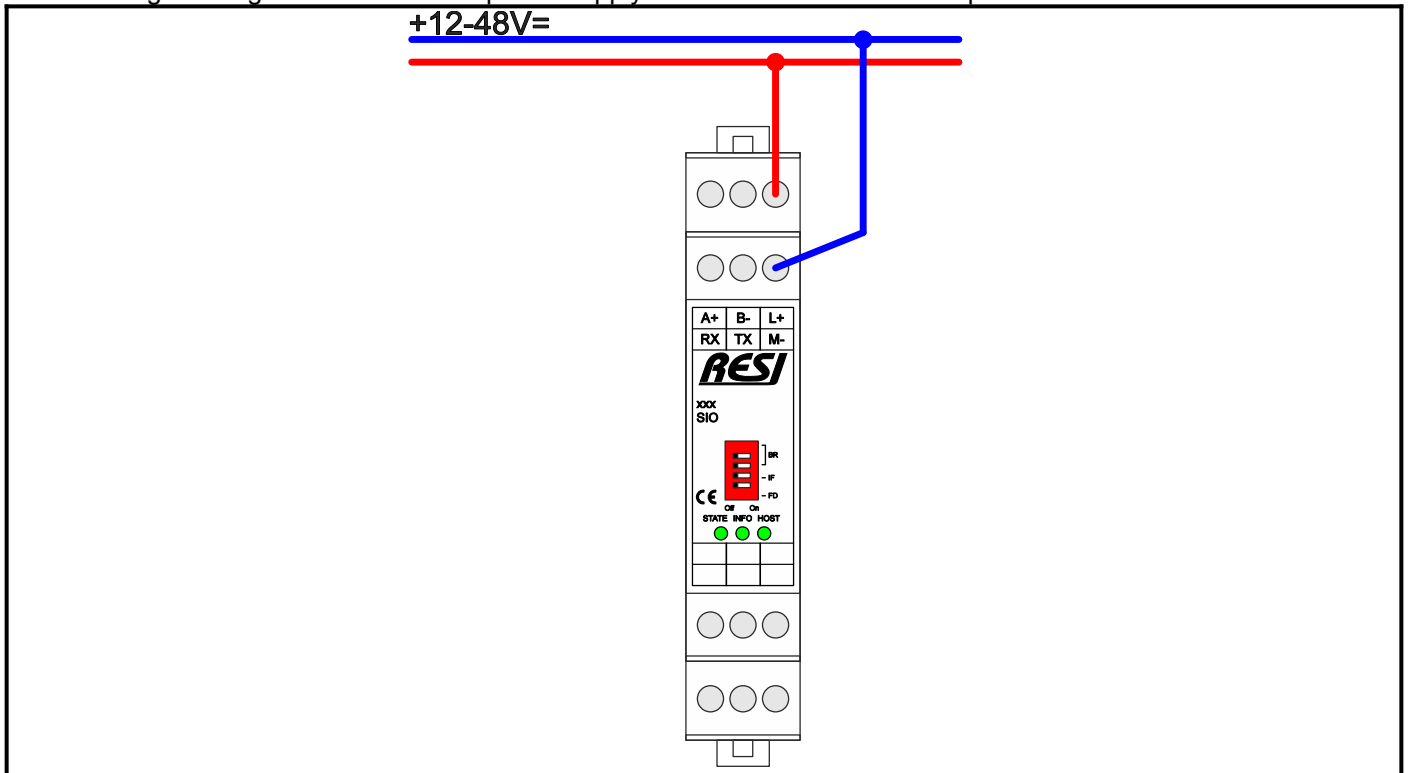 +12-48V=
A+ B- L+
RX TX M-
RESI
xxx
SIO
BR
IF
FD
CE
Off On
STATE INFO HOST